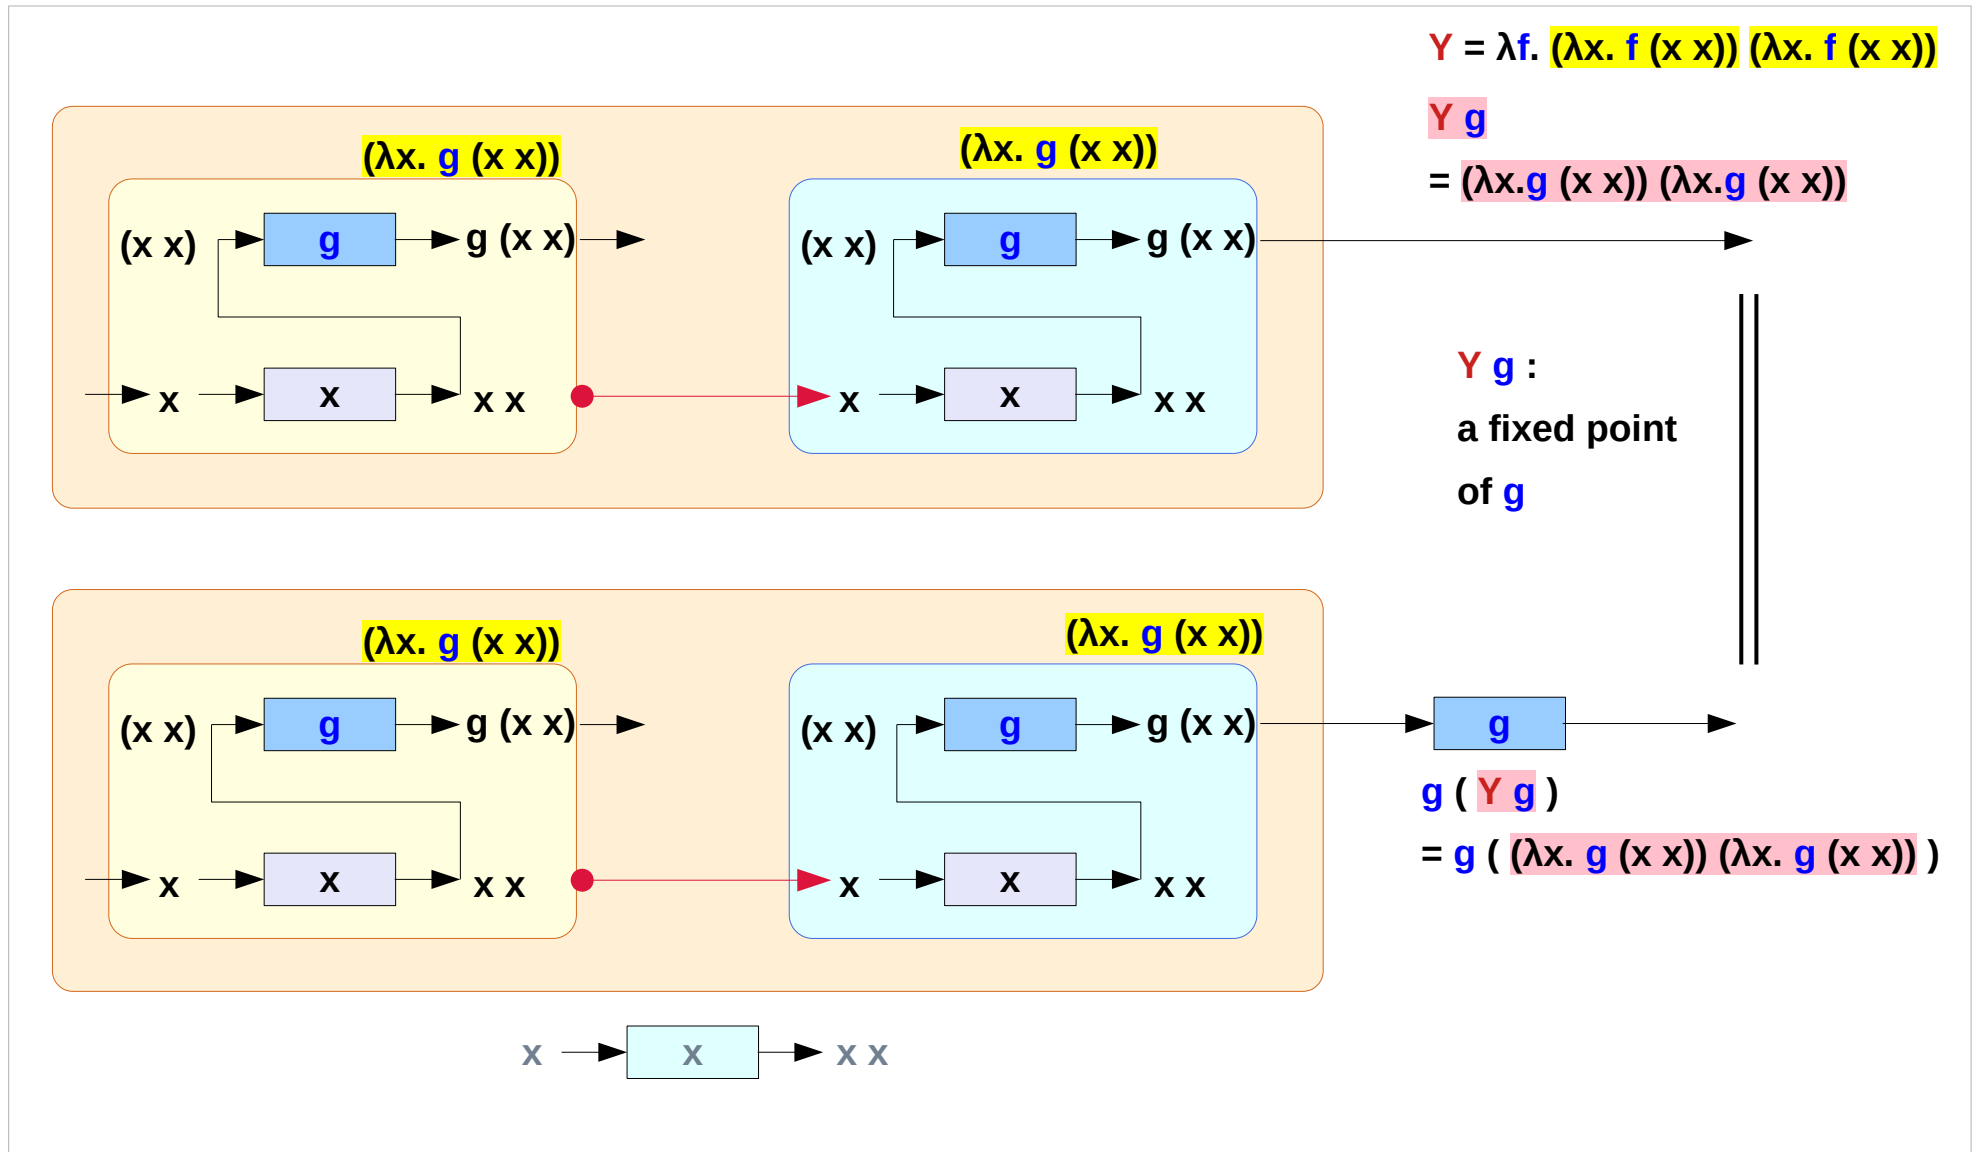 Y = λf. (λx. f (x x)) (λx. f (x x))
Y g
= (λx.g (x x)) (λx.g (x x))
(λx. g (x x))
(x x) g g (x x)
x x x x
(λx. g (x x))
(x x) g g (x x)
x x x x
Y g :
a fixed point
of g
(λx. g (x x))
(x x) g g (x x)
x x x x
(λx. g (x x))
(x x) g g (x x)
x x x x
g
g ( Y g )
= g ( (λx. g (x x)) (λx. g (x x)) )
x x x x